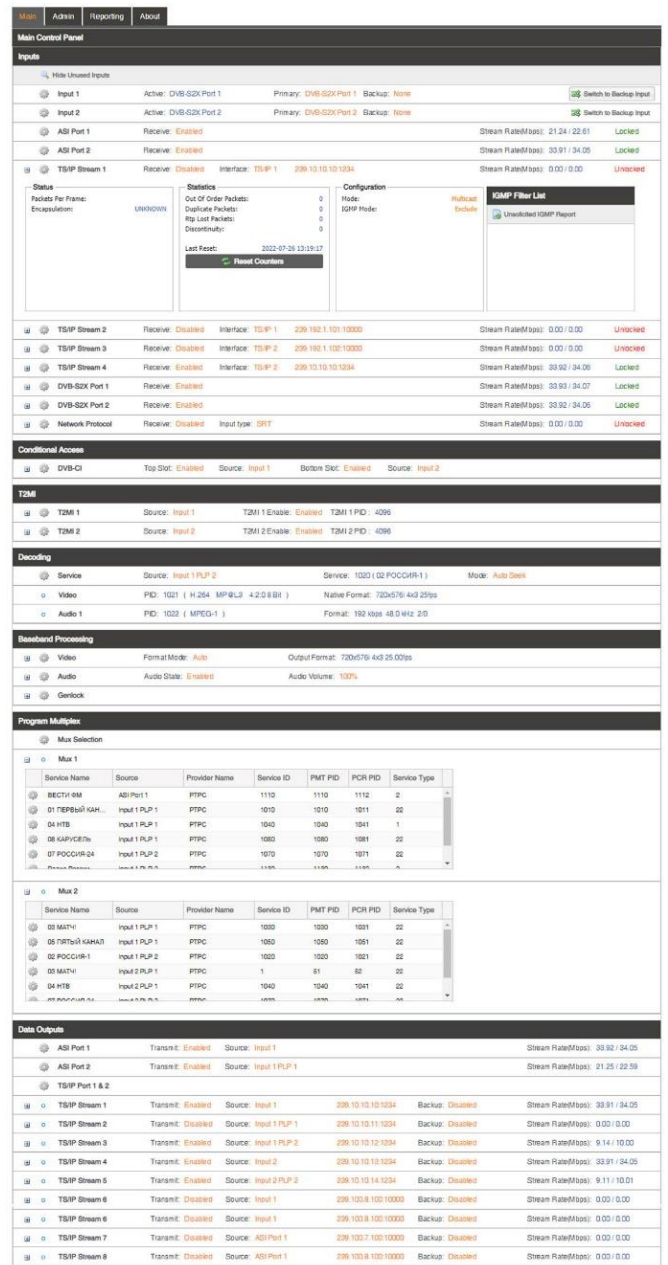 Main Admin Reporting About
Main Control Panel
Inputs
Hide Unused Inputs
Input 1 Active: DVB-S2X Port 1 Primary: DVB-S2X Port 1 Backup: None Switch to Backup Input
Input 2 Active: DVB-S2X Port 2 Primary: DVB-S2X Port 2 Backup: None Switch to Backup Input
ASI Port 1 Receive: Enabled Stream Rate(Mbps): 21.24 / 22.61 Locked
ASI Port 2 Receive: Enabled Stream Rate(Mbps): 33.91 / 34.05 Locked
TS/IP Stream 1 Receive: Disabled Interface: TS/IP 1 239.10.10.10:1234 Stream Rate(Mbps): 0.00 / 0.00 Unlocked
Status Statistics Configuration IGMP Filter List
Packets Per Frame: Out Of Order Packets: 0 Mode: Multicast
Encapsulation: UNKNOWN Duplicate Packets: 0 IGMP Mode: Exclude Unsolicited IGMP Report
Rtp Lost Packets: 0
Discontinuity: 0
Last Reset: 2022-07-26 13:19:17
Reset Counters
TS/IP Stream 2 Receive: Disabled Interface: TS/IP 1 239.192.1.101:10000 Stream Rate(Mbps): 0.00 / 0.00 Unlocked
TS/IP Stream 3 Receive: Disabled Interface: TS/IP 2 239.192.1.102:10000 Stream Rate(Mbps): 0.00 / 0.00 Unlocked
TS/IP Stream 4 Receive: Enabled Interface: TS/IP 2 239.10.10.10:1234 Stream Rate(Mbps): 33.92 / 34.06 Locked
DVB-S2X Port 1 Receive: Enabled Stream Rate(Mbps): 33.93 / 34.07 Locked
DVB-S2X Port 2 Receive: Enabled Stream Rate(Mbps): 33.92 / 34.06 Locked
Network Protocol Receive: Disabled Input type: SRT Stream Rate(Mbps): 0.00 / 0.00 Unlocked
Conditional Access
DVB-CI Top Slot: Enabled Source: Input 1 Bottom Slot: Enabled Source: Input 2
T2MI
T2MI 1 Source: Input 1 T2MI 1 Enable: Enabled T2MI 1 PID : 4096
T2MI 2 Source: Input 2 T2MI 2 Enable: Enabled T2MI 2 PID : 4096
Decoding
Service Source: Input 1 PLP 2 Service: 1020 ( 02 РОССИЯ-1 ) Mode: Auto Seek
Video PID: 1021 ( H.264 MP@L3 4:2:0 8 Bit ) Native Format: 720x576i 4x3 25fps
Audio 1 PID: 1022 ( MPEG-1 ) Format: 192 kbps 48.0 kHz 2/0
Baseband Processing
Video Format Mode: Auto Output Format: 720x576i 4x3 25.00fps
Audio Audio State: Enabled Audio Volume: 100%
Genlock
Program Multiplex
Mux Selection
Mux 1
Service Name Source Provider Name Service ID PMT PID PCR PID Service Type
ВЕСТИ ФМ ASI Port 1 РТРС 1110 1110 1112 2
01 ПЕРВЫЙ КАН... Input 1 PLP 1 РТРС 1010 1010 1011 22
04 НТВ Input 1 PLP 1 РТРС 1040 1040 1041 1
08 КАРУСЕЛЬ Input 1 PLP 1 РТРС 1080 1080 1081 22
07 РОССИЯ-24 Input 1 PLP 2 РТРС 1070 1070 1071 22
Mux 2
Service Name Source Provider Name Service ID PMT PID PCR PID Service Type
03 МАТЧ! Input 1 PLP 1 РТРС 1030 1030 1031 22
05 ПЯТЫЙ КАНАЛ Input 1 PLP 1 РТРС 1050 1050 1051 22
02 РОССИЯ-1 Input 1 PLP 2 РТРС 1020 1020 1021 22
03 МАТЧ! Input 2 PLP 1 РТРС 1 81 82 22
04 НТВ Input 2 PLP 1 РТРС 1040 1040 1041 22
Data Outputs
ASI Port 1 Transmit: Enabled Source: Input 1 Stream Rate(Mbps): 33.92 / 34.05
ASI Port 2 Transmit: Enabled Source: Input 1 PLP 1 Stream Rate(Mbps): 21.25 / 22.59
TS/IP Port 1 & 2
TS/IP Stream 1 Transmit: Enabled Source: Input 1 239.10.10.10:1234 Backup: Disabled Stream Rate(Mbps): 33.91 / 34.05
TS/IP Stream 2 Transmit: Disabled Source: Input 1 PLP 1 239.10.10.11:1234 Backup: Disabled Stream Rate(Mbps): 0.00 / 0.00
TS/IP Stream 3 Transmit: Enabled Source: Input 1 PLP 2 239.10.10.12:1234 Backup: Disabled Stream Rate(Mbps): 9.14 / 10.00
TS/IP Stream 4 Transmit: Enabled Source: Input 2 239.10.10.13:1234 Backup: Disabled Stream Rate(Mbps): 33.91 / 34.05
TS/IP Stream 5 Transmit: Enabled Source: Input 2 PLP 2 239.10.10.14:1234 Backup: Disabled Stream Rate(Mbps): 9.11 / 10.01
TS/IP Stream 6 Transmit: Disabled Source: Input 1 239.100.8.100:10000 Backup: Disabled Stream Rate(Mbps): 0.00 / 0.00
TS/IP Stream 6 Transmit: Disabled Source: Input 1 239.100.8.100:10000 Backup: Disabled Stream Rate(Mbps): 0.00 / 0.00
TS/IP Stream 7 Transmit: Disabled Source: ASI Port 1 239.100.7.100:10000 Backup: Disabled Stream Rate(Mbps): 0.00 / 0.00
TS/IP Stream 8 Transmit: Disabled Source: ASI Port 1 239.100.8.100:10000 Backup: Disabled Stream Rate(Mbps): 0.00 / 0.00